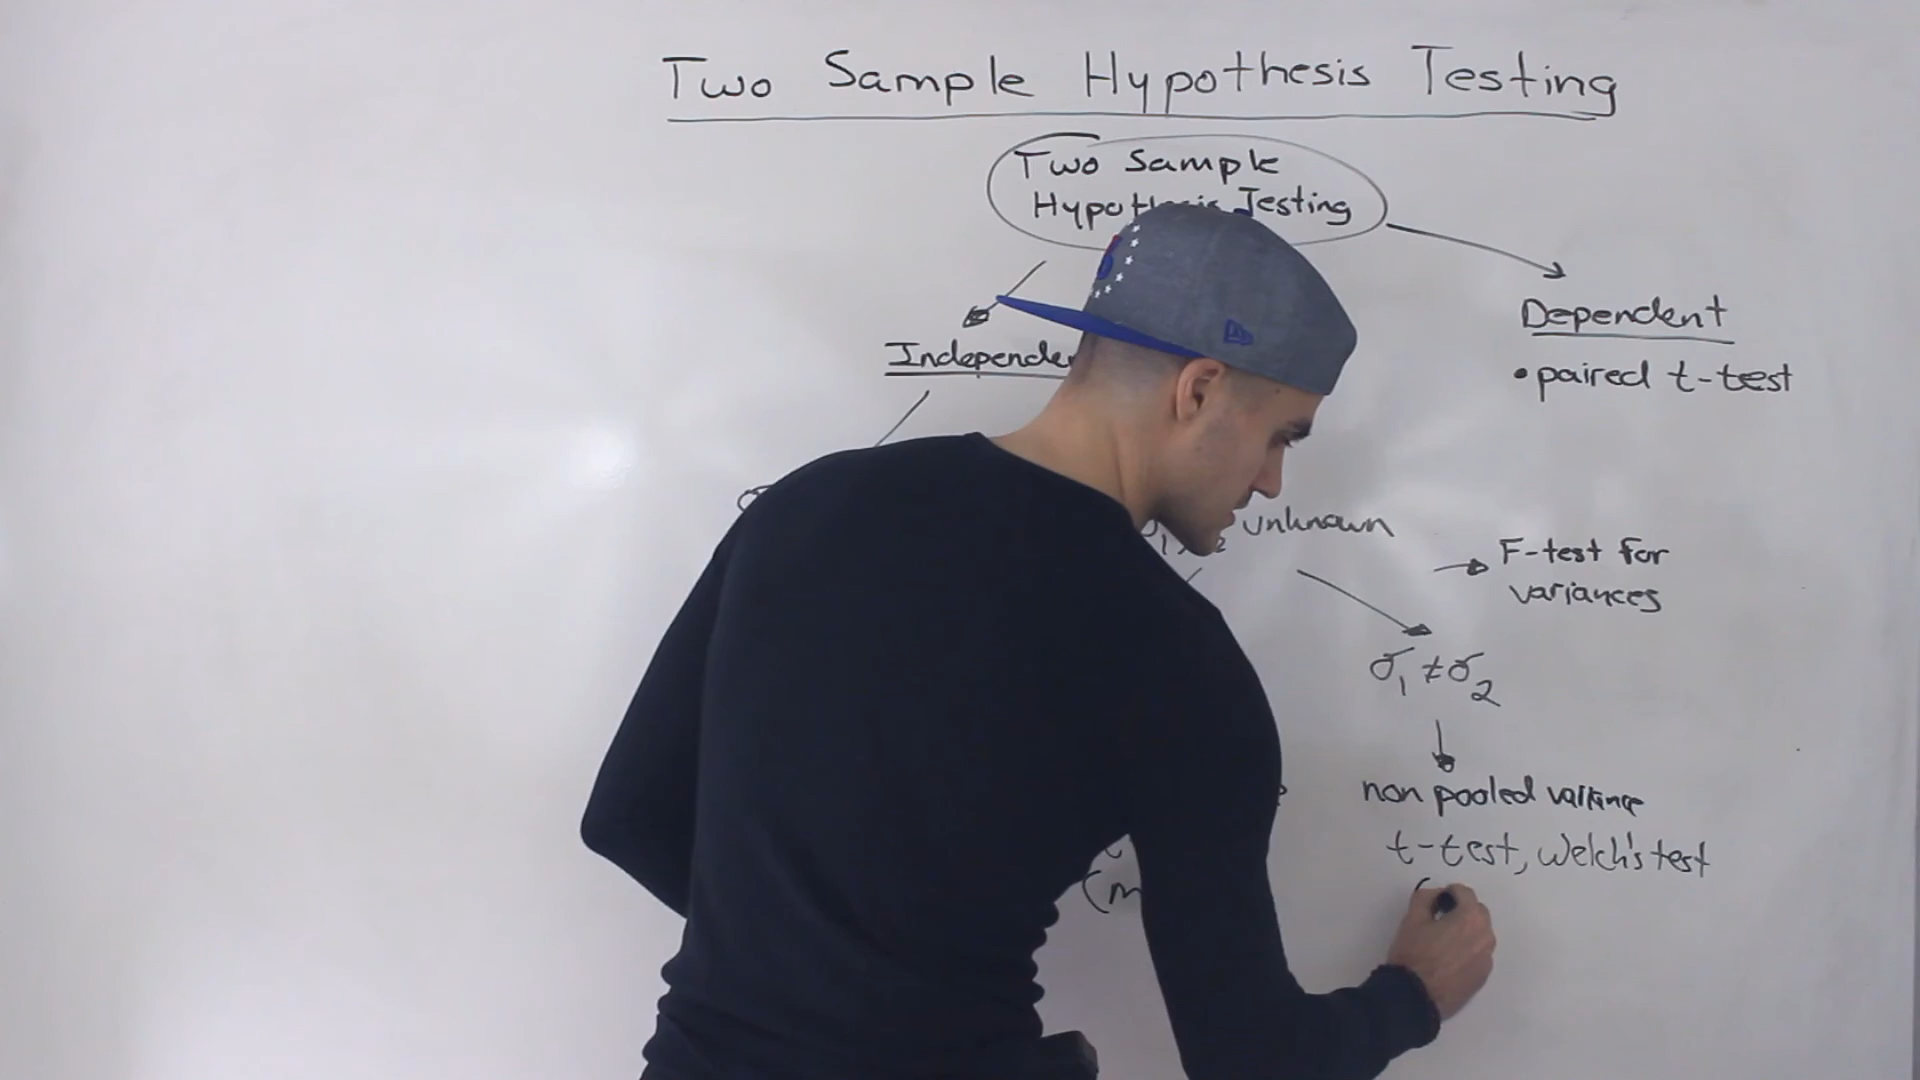 Two Sample Hypothesis Testing
Two Sample
Testing
Dependent
• paired t-test
unknown
→ F-test for
variances
σ₁ ≠ σ₂
non pooled variance
t-test, Welch's test
(
(m